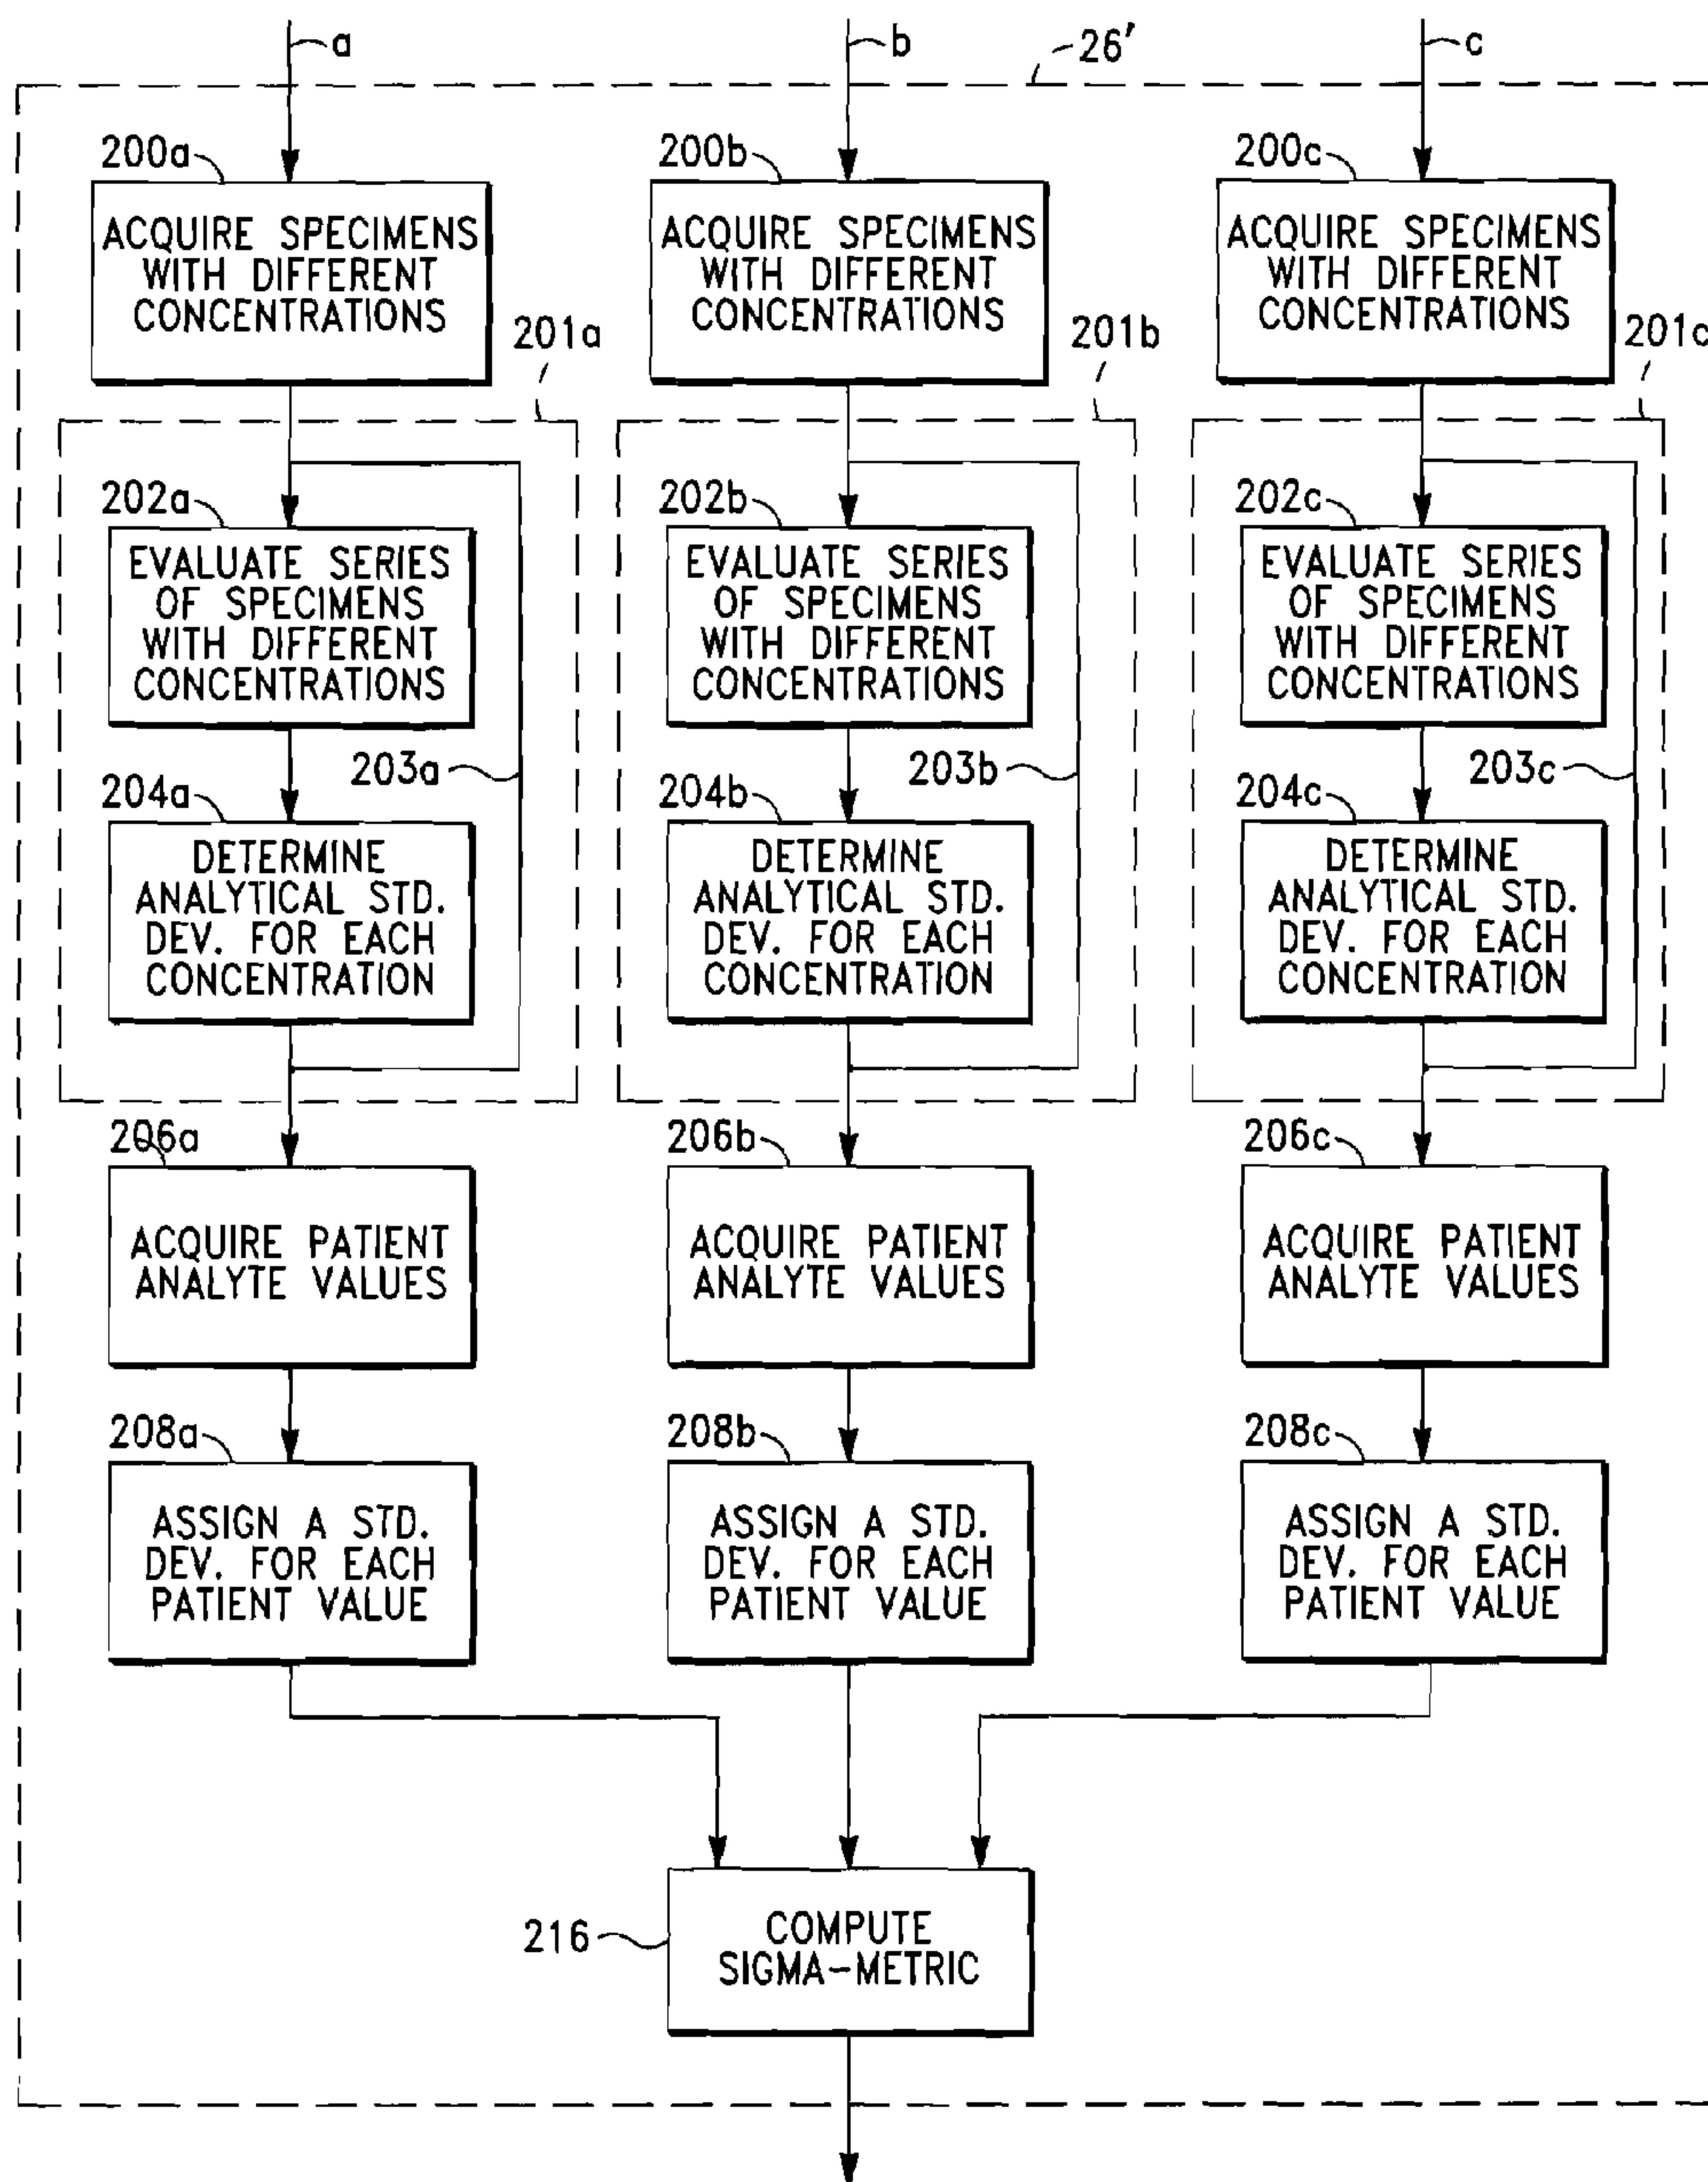 a
b
26'
c
200a
200b
200c
ACQUIRE SPECIMENS
WITH DIFFERENT
CONCENTRATIONS
ACQUIRE SPECIMENS
WITH DIFFERENT
CONCENTRATIONS
ACQUIRE SPECIMENS
WITH DIFFERENT
CONCENTRATIONS
201a
201b
201c
202a
202b
202c
EVALUATE SERIES
OF SPECIMENS
WITH DIFFERENT
CONCENTRATIONS
EVALUATE SERIES
OF SPECIMENS
WITH DIFFERENT
CONCENTRATIONS
EVALUATE SERIES
OF SPECIMENS
WITH DIFFERENT
CONCENTRATIONS
203a
203b
203c
204a
204b
204c
DETERMINE
ANALYTICAL STD.
DEV. FOR EACH
CONCENTRATION
DETERMINE
ANALYTICAL STD.
DEV. FOR EACH
CONCENTRATION
DETERMINE
ANALYTICAL STD.
DEV. FOR EACH
CONCENTRATION
206a
206b
206c
ACQUIRE PATIENT
ANALYTE VALUES
ACQUIRE PATIENT
ANALYTE VALUES
ACQUIRE PATIENT
ANALYTE VALUES
208a
208b
208c
ASSIGN A STD.
DEV. FOR EACH
PATIENT VALUE
ASSIGN A STD.
DEV. FOR EACH
PATIENT VALUE
ASSIGN A STD.
DEV. FOR EACH
PATIENT VALUE
216
COMPUTE
SIGMA-METRIC